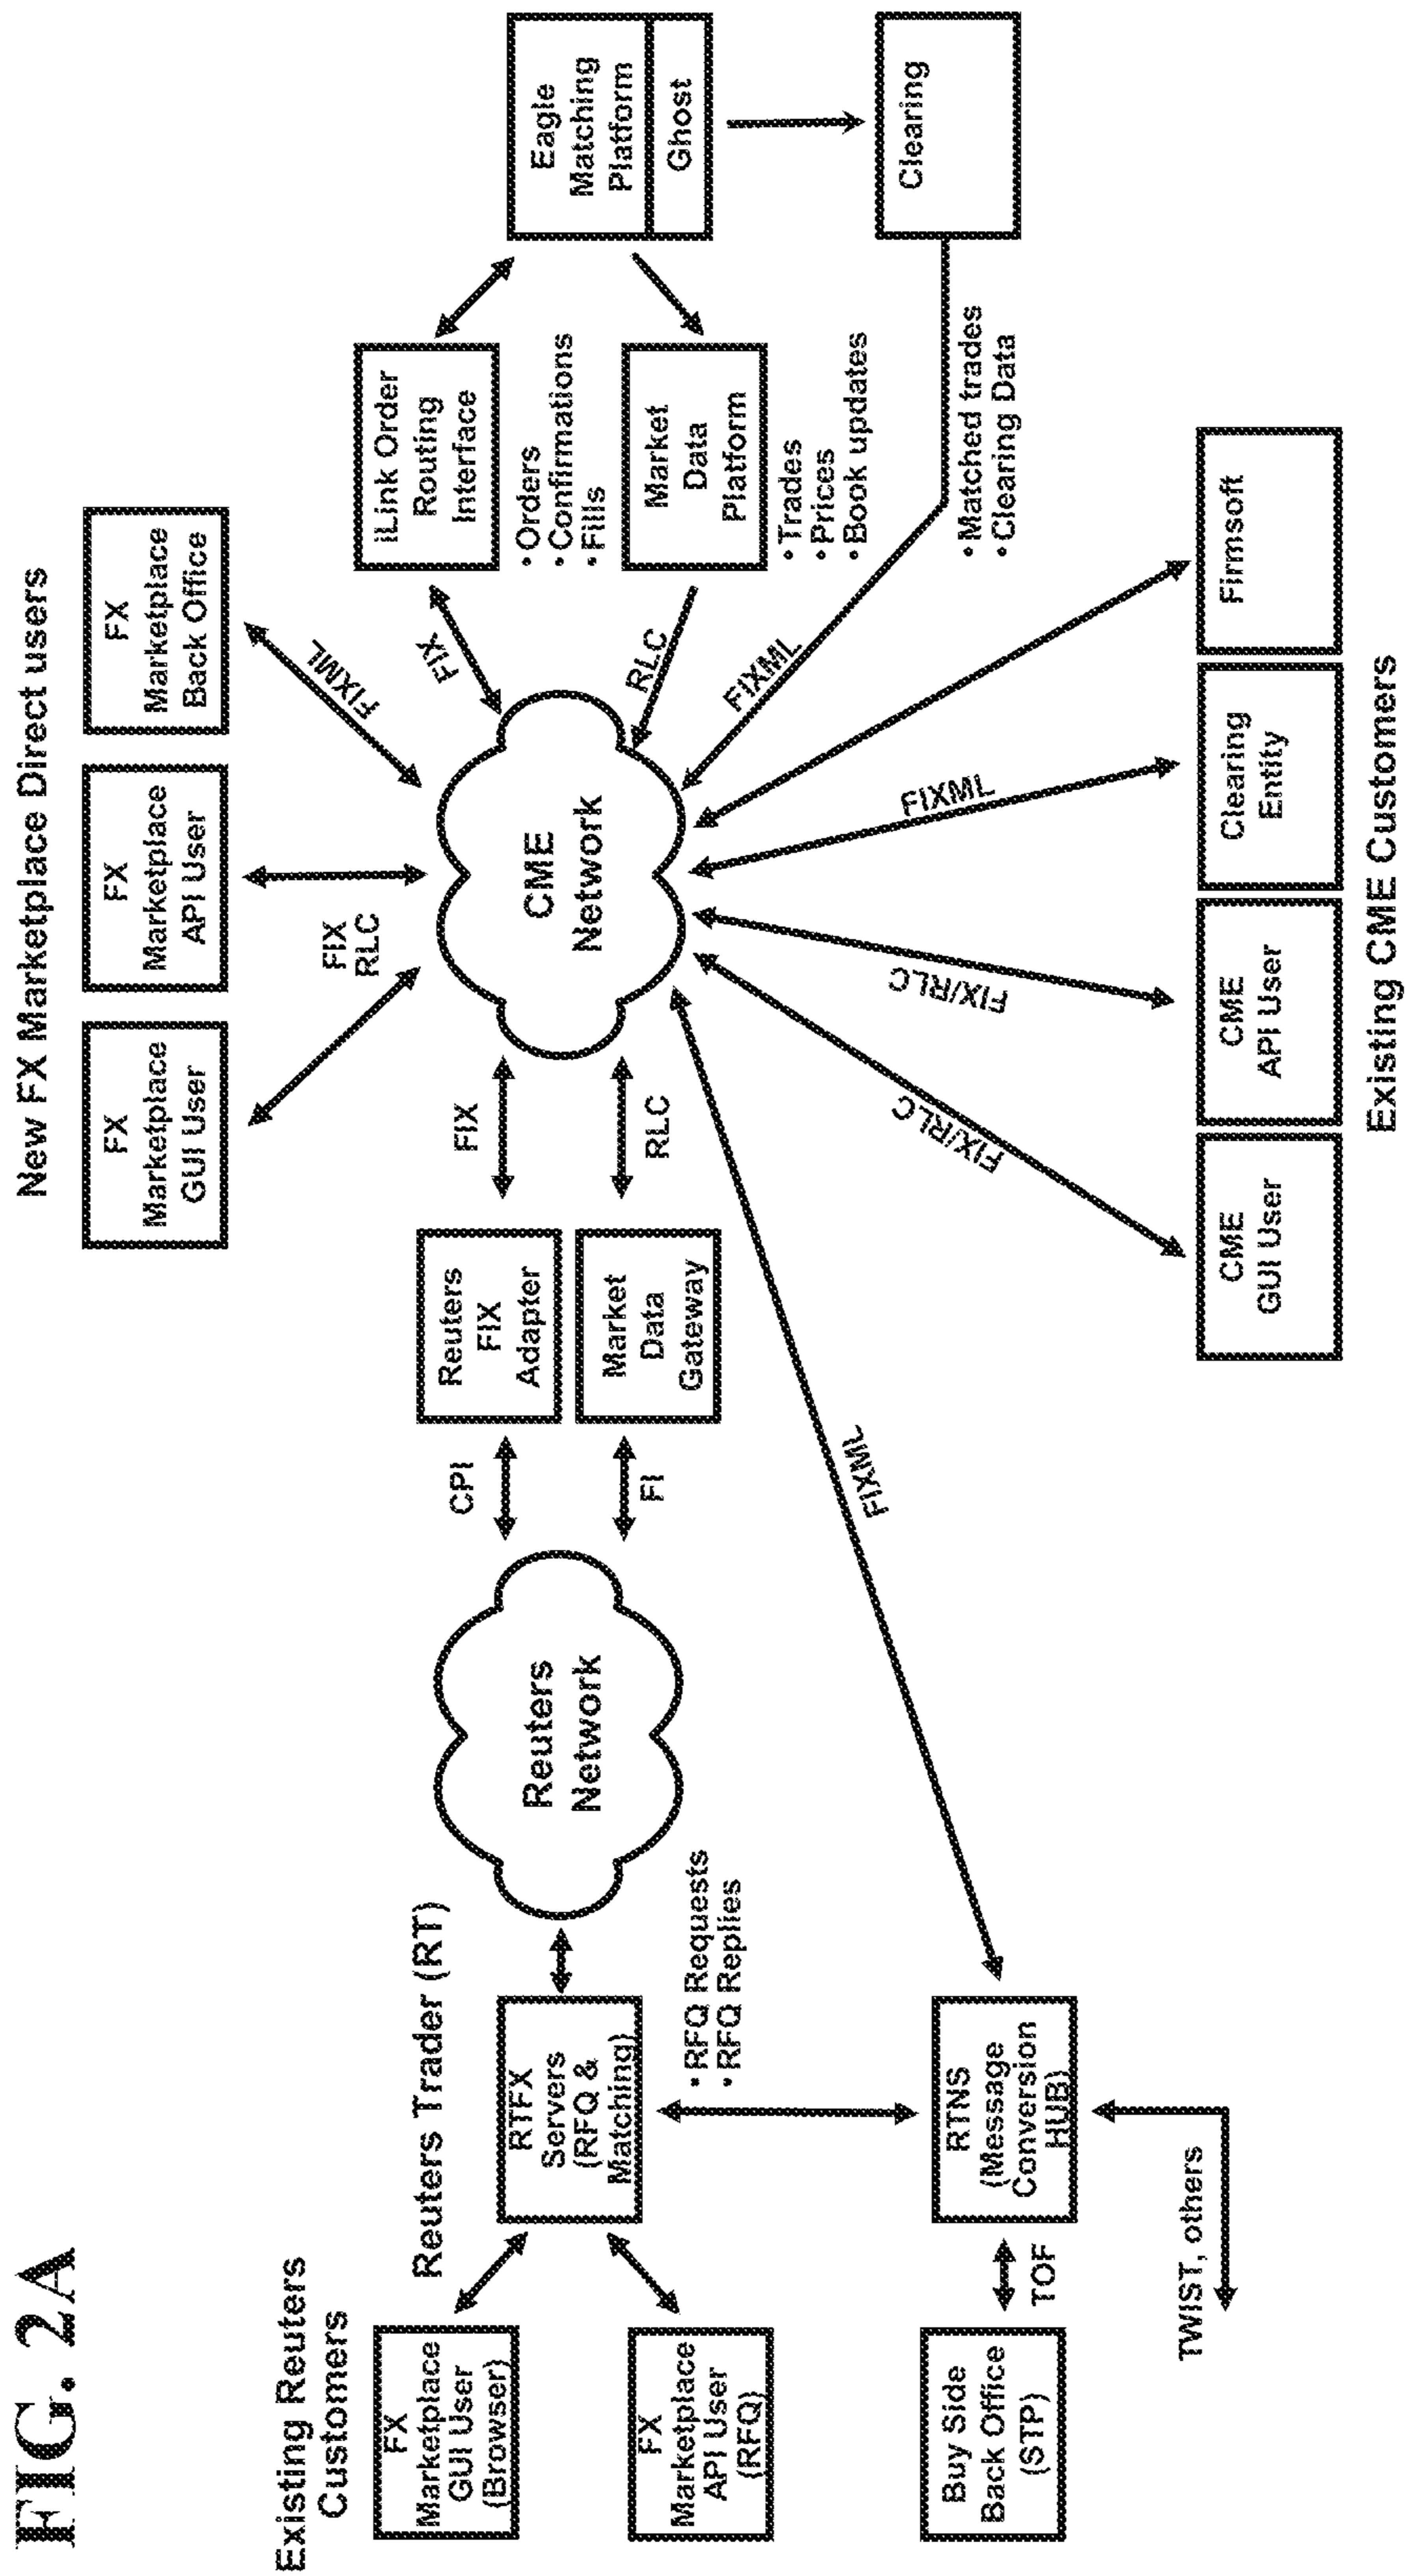 FIG. 2A
New FX Marketplace Direct users
Existing Reuters
Customers
FX
Marketplace
GUI User
FX
Marketplace
API User
FX
Marketplace
Back Office
FIX
RLC
FIXML
Reuters Trader (RT)
FX
Marketplace
GUI User
(Browser)
FX
Marketplace
API User
(RFQ)
RTFX
Servers
(RFQ &
Matching)
• RFQ Requests
• RFQ Replies
Reuters
Network
CPI
FI
Reuters
FIX
Adapter
Market
Data
Gateway
FIX
RLC
CME
Network
FIX
RLC
FIXML
iLink Order
Routing
Interface
• Orders
• Confirmations
• Fills
Market
Data
Platform
• Trades
• Prices
• Book updates
Eagle
Matching
Platform
Ghost
Clearing
• Matched trades
• Clearing Data
Buy Side
Back Office
(STP)
TOF
RTNS
(Message
Conversion
HUB)
TWIST, others
FIXML
FIX/RLC
FIX/RLC
FIXML
CME
GUI User
CME
API User
Clearing
Entity
Firmsoft
Existing CME Customers